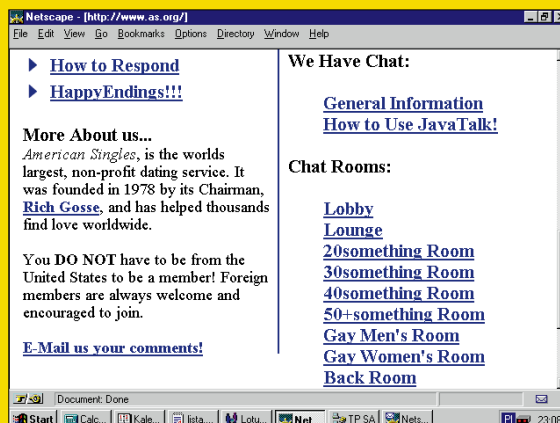 Netscape - [http://www.as.org/]
File Edit View Go Bookmarks Options Directory Window Help
How to Respond
HappyEndings!!!
More About us...
American Singles, is the worlds
largest, non-profit dating service. It
was founded in 1978 by its Chairman,
Rich Gosse, and has helped thousands
find love worldwide.
You DO NOT have to be from the
United States to be a member! Foreign
members are always welcome and
encouraged to join.
E-Mail us your comments!
We Have Chat:
General Information
How to Use JavaTalk!
Chat Rooms:
Lobby
Lounge
20something Room
30something Room
40something Room
50+something Room
Gay Men's Room
Gay Women's Room
Back Room
Document: Done
Start Calc... Kale... lista.... Lotu... Net... TP SA Nets... Pl 23:06